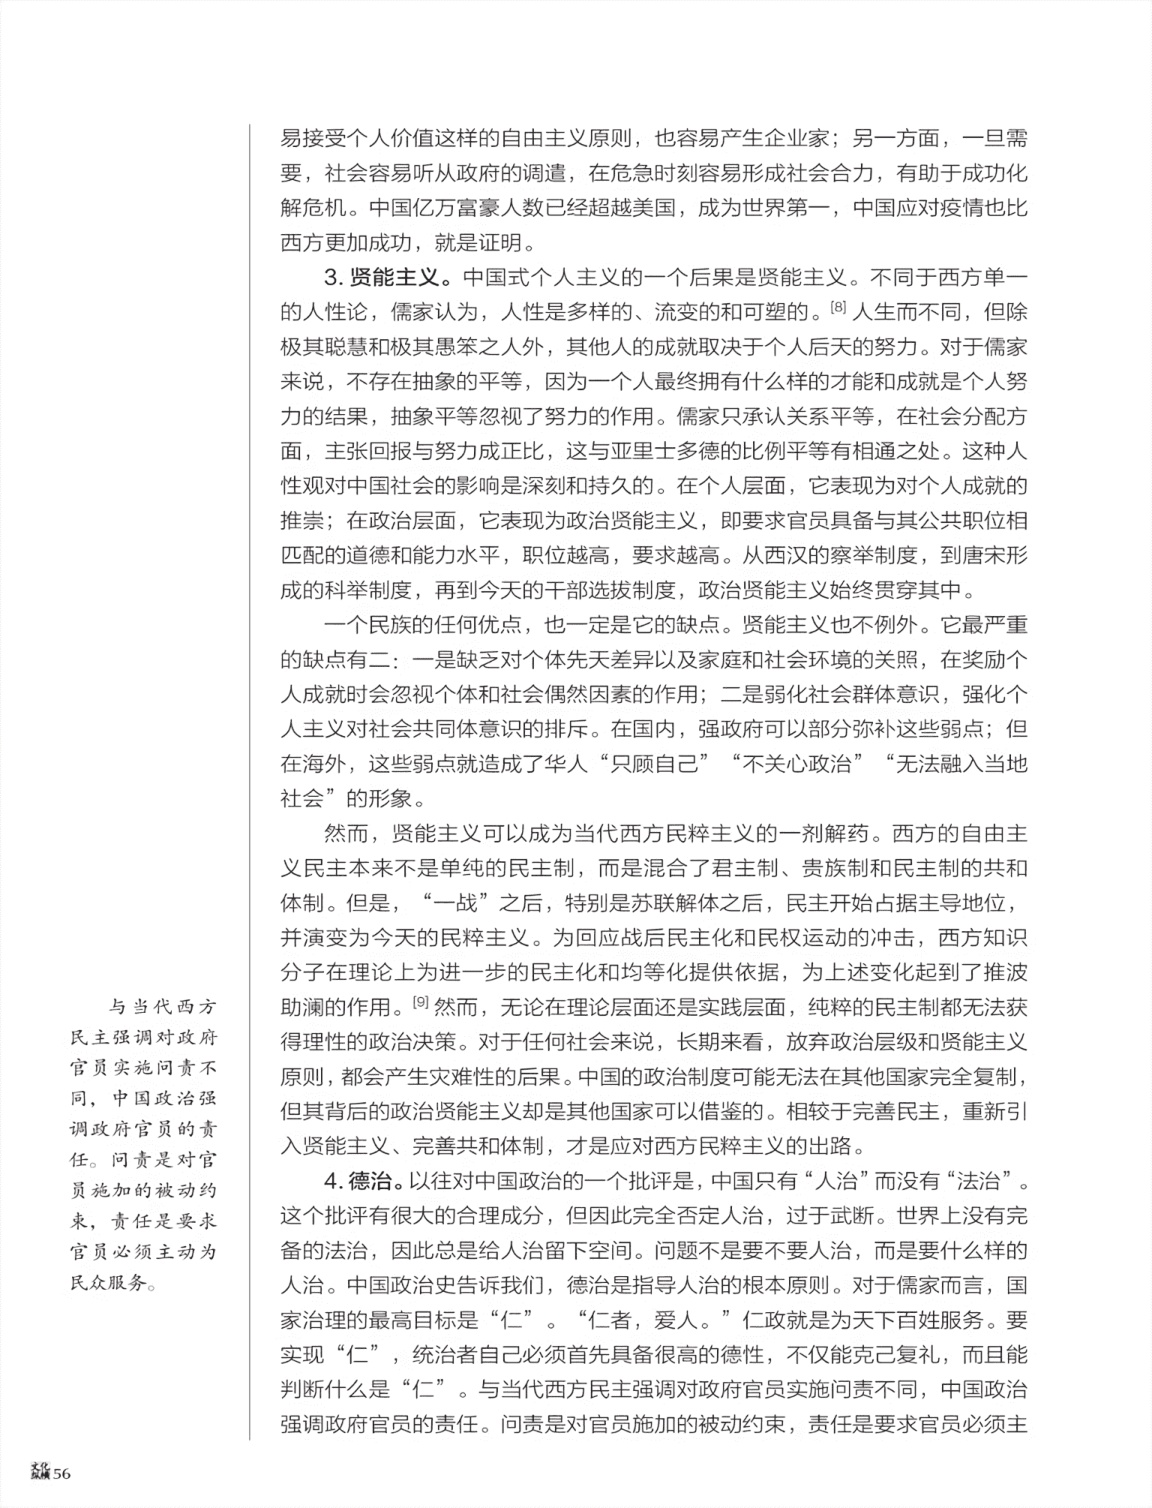 易接受个人价值这样的自由主义原则，也容易产生企业家；另一方面，一旦需
要，社会容易听从政府的调遣，在危急时刻容易形成社会合力，有助于成功化
解危机。中国亿万富豪人数已经超越美国，成为世界第一，中国应对疫情也比
西方更加成功，就是证明。
3. 贤能主义。中国式个人主义的一个后果是贤能主义。不同于西方单一
的人性论，儒家认为，人性是多样的、流变的和可塑的。[8] 人生而不同，但除
极其聪慧和极其愚笨之人外，其他人的成就取决于个人后天的努力。对于儒家
来说，不存在抽象的平等，因为一个人最终拥有什么样的才能和成就是个人努
力的结果，抽象平等忽视了努力的作用。儒家只承认关系平等，在社会分配方
面，主张回报与努力成正比，这与亚里士多德的比例平等有相通之处。这种人
性观对中国社会的影响是深刻和持久的。在个人层面，它表现为对个人成就的
推崇；在政治层面，它表现为政治贤能主义，即要求官员具备与其公共职位相
匹配的道德和能力水平，职位越高，要求越高。从西汉的察举制度，到唐宋形
成的科举制度，再到今天的干部选拔制度，政治贤能主义始终贯穿其中。
一个民族的任何优点，也一定是它的缺点。贤能主义也不例外。它最严重
的缺点有二：一是缺乏对个体先天差异以及家庭和社会环境的关照，在奖励个
人成就时会忽视个体和社会偶然因素的作用；二是弱化社会群体意识，强化个
人主义对社会共同体意识的排斥。在国内，强政府可以部分弥补这些弱点；但
在海外，这些弱点就造成了华人“只顾自己”“不关心政治”“无法融入当地
社会”的形象。
然而，贤能主义可以成为当代西方民粹主义的一剂解药。西方的自由主
义民主本来不是单纯的民主制，而是混合了君主制、贵族制和民主制的共和
体制。但是，“一战”之后，特别是苏联解体之后，民主开始占据主导地位，
并演变为今天的民粹主义。为回应战后民主化和民权运动的冲击，西方知识
分子在理论上为进一步的民主化和均等化提供依据，为上述变化起到了推波
助澜的作用。[9] 然而，无论在理论层面还是实践层面，纯粹的民主制都无法获
得理性的政治决策。对于任何社会来说，长期来看，放弃政治层级和贤能主义
原则，都会产生灾难性的后果。中国的政治制度可能无法在其他国家完全复制，
但其背后的政治贤能主义却是其他国家可以借鉴的。相较于完善民主，重新引
入贤能主义、完善共和体制，才是应对西方民粹主义的出路。
4. 德治。以往对中国政治的一个批评是，中国只有“人治”而没有“法治”。
这个批评有很大的合理成分，但因此完全否定人治，过于武断。世界上没有完
备的法治，因此总是给人治留下空间。问题不是要不要人治，而是要什么样的
人治。中国政治史告诉我们，德治是指导人治的根本原则。对于儒家而言，国
家治理的最高目标是“仁”。“仁者，爱人。”仁政就是为天下百姓服务。要
实现“仁”，统治者自己必须首先具备很高的德性，不仅能克己复礼，而且能
判断什么是“仁”。与当代西方民主强调对政府官员实施问责不同，中国政治
强调政府官员的责任。问责是对官员施加的被动约束，责任是要求官员必须主
与当代西方
民主强调对政府
官员实施问责不
同，中国政治强
调政府官员的责
任。问责是对官
员施加的被动约
束，责任是要求
官员必须主动为
民众服务。
文化
纵横 56